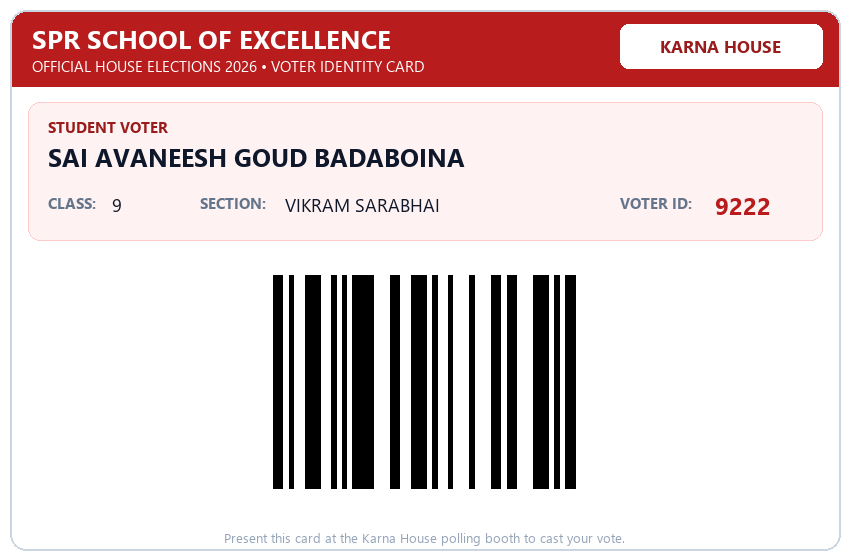 SPR SCHOOL OF EXCELLENCE
OFFICIAL HOUSE ELECTIONS 2026 • VOTER IDENTITY CARD
KARNA HOUSE
STUDENT VOTER
SAI AVANEESH GOUD BADABOINA
CLASS: 9 SECTION: VIKRAM SARABHAI VOTER ID: 9222
Present this card at the Karna House polling booth to cast your vote.